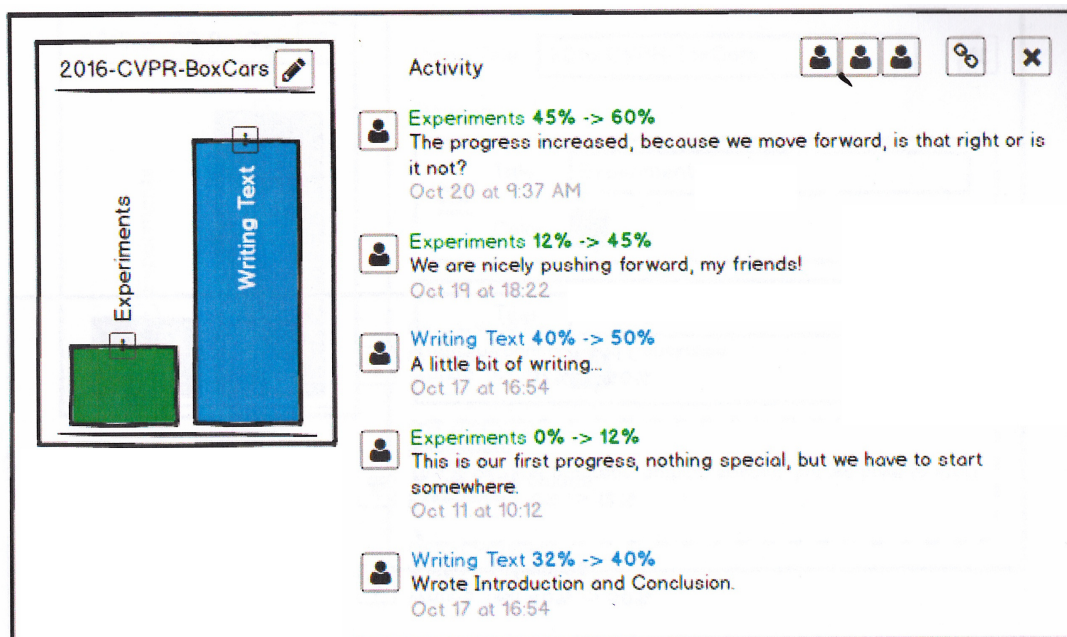 2016-CVPR-BoxCars
Experiments
Writing Text
Activity
Experiments 45% -> 60%
The progress increased, because we move forward, is that right or is
it not?
Oct 20 at 9:37 AM
Experiments 12% -> 45%
We are nicely pushing forward, my friends!
Oct 19 at 18:22
Writing Text 40% -> 50%
A little bit of writing...
Oct 17 at 16:54
Experiments 0% -> 12%
This is our first progress, nothing special, but we have to start
somewhere.
Oct 11 at 10:12
Writing Text 32% -> 40%
Wrote Introduction and Conclusion.
Oct 17 at 16:54